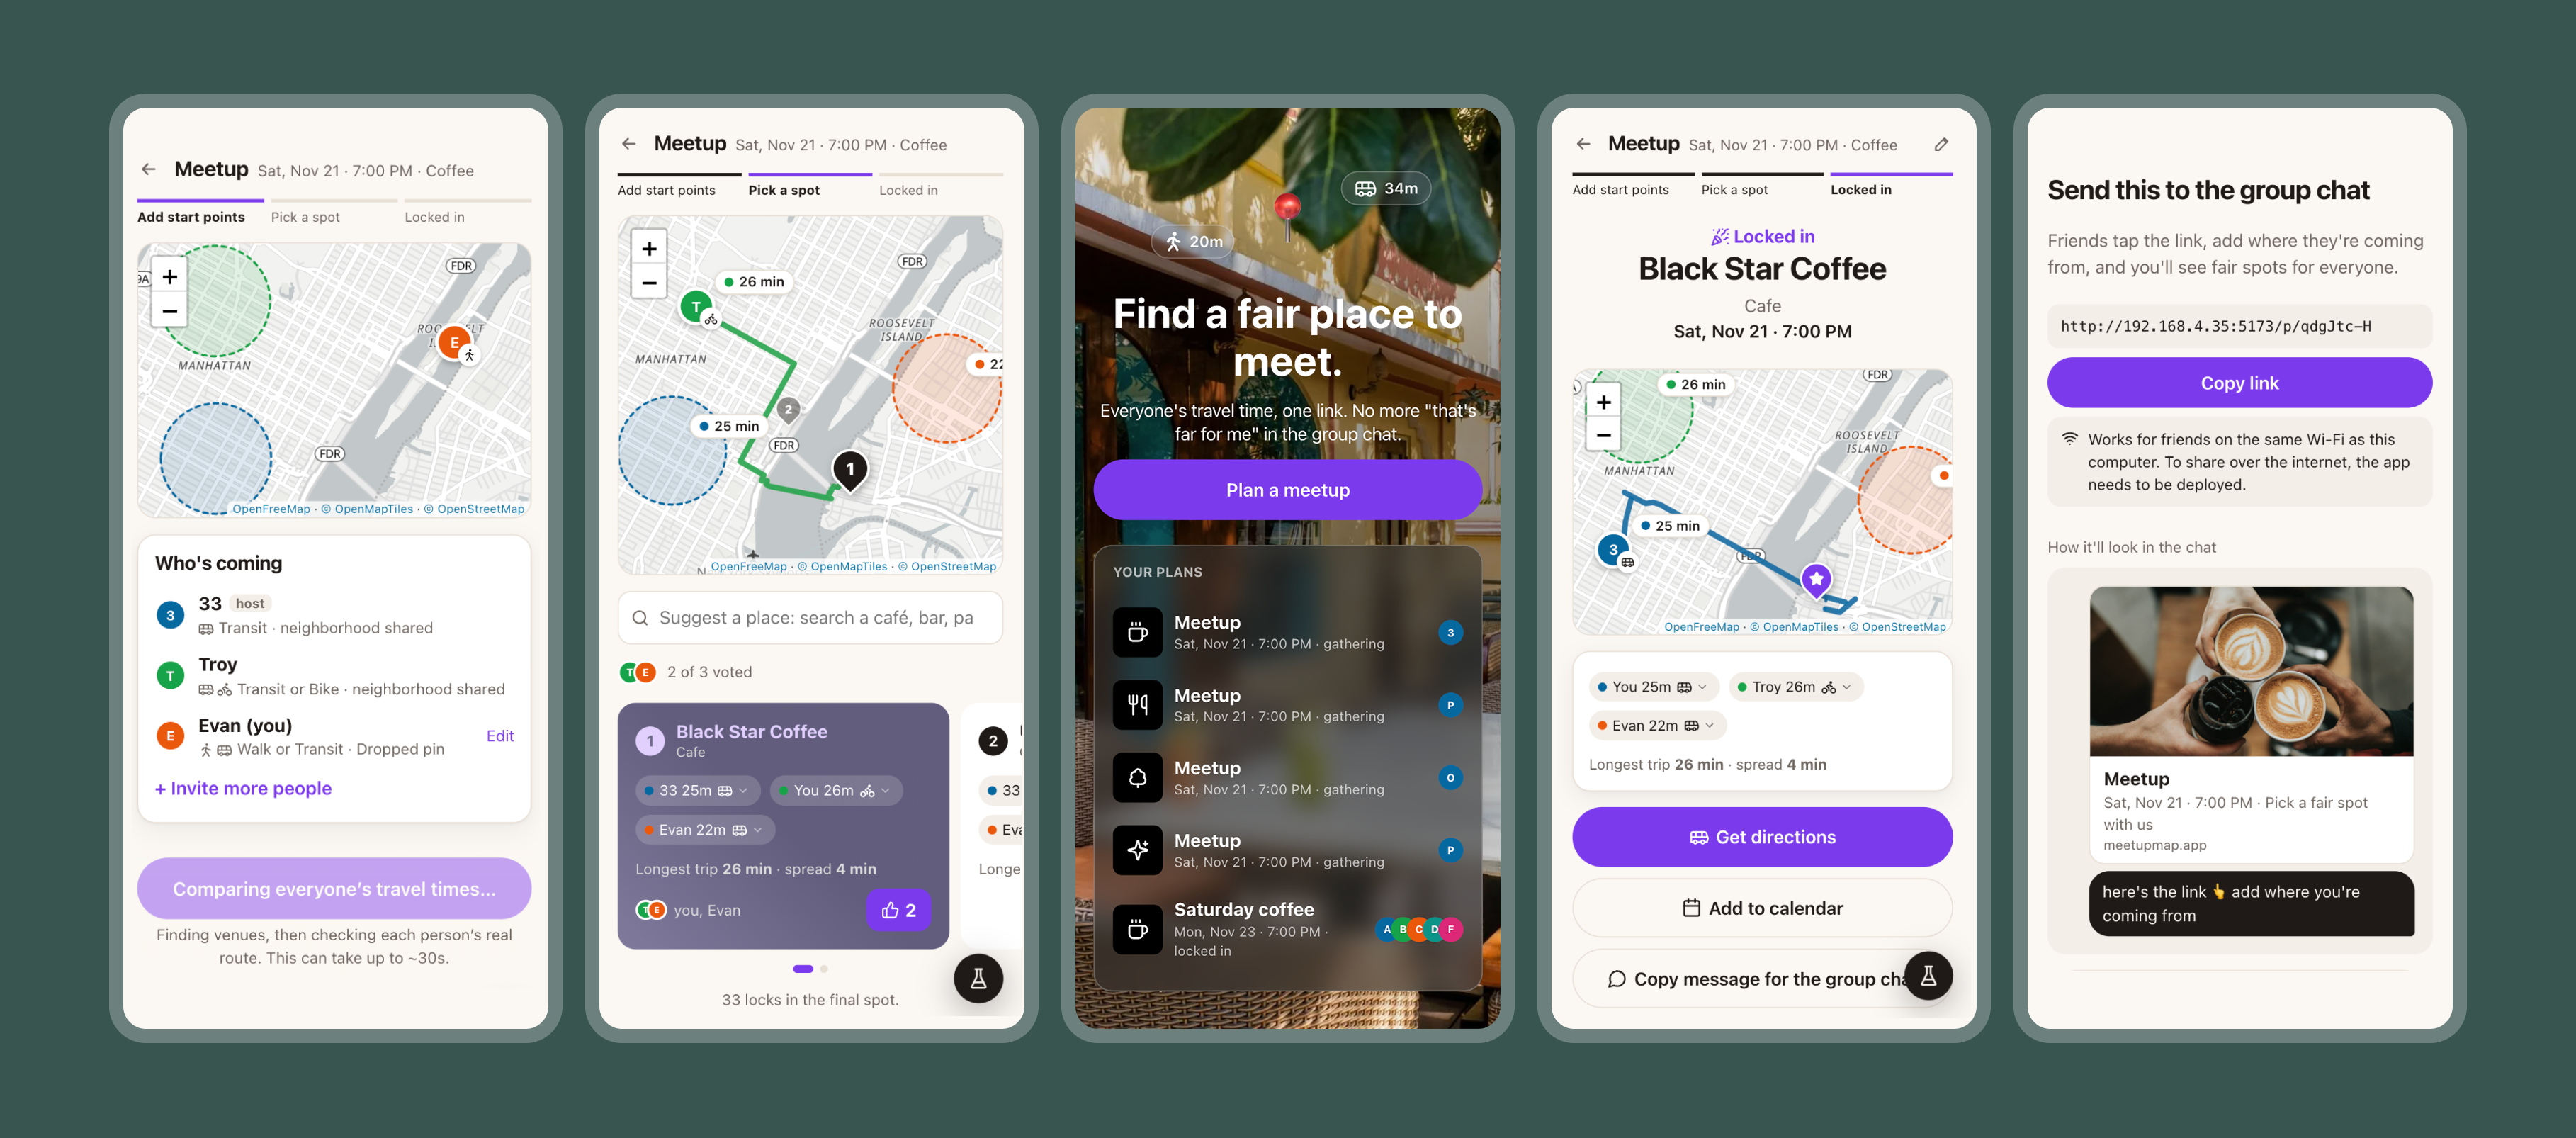 Meetup Sat, Nov 21 · 7:00 PM · Coffee
Add start points
Pick a spot
Locked in
+
−
9A
FDR
ROOSEVELT
MANHATTAN
E
FDR
OpenFreeMap · © OpenMapTiles · © OpenStreetMap
Who's coming
3
33 host
Transit · neighborhood shared
T
Troy
Transit or Bike · neighborhood shared
E
Evan (you)
Walk or Transit · Dropped pin
Edit
+ Invite more people
Comparing everyone’s travel times...
Finding venues, then checking each person’s real
route. This can take up to ~30s.
Meetup Sat, Nov 21 · 7:00 PM · Coffee
Add start points
Pick a spot
Locked in
+
−
FDR
26 min
T
ROOSEVELT
ISLAND
MANHATTAN
22
2
25 min
FDR
1
OpenFreeMap · © OpenMapTiles · © OpenStreetMap
Suggest a place: search a café, bar, pa
T E 2 of 3 voted
1
Black Star Coffee
Cafe
33 25m
You 26m
Evan 22m
Longest trip 26 min · spread 4 min
T E you, Evan
2
2
33
Eva
Longe
33 locks in the final spot.
34m
20m
Find a fair place to
meet.
Everyone's travel time, one link. No more "that's
far for me" in the group chat.
Plan a meetup
YOUR PLANS
Meetup
Sat, Nov 21 · 7:00 PM · gathering
3
Meetup
Sat, Nov 21 · 7:00 PM · gathering
P
Meetup
Sat, Nov 21 · 7:00 PM · gathering
O
Meetup
Sat, Nov 21 · 7:00 PM · gathering
P
Saturday coffee
Mon, Nov 23 · 7:00 PM ·
locked in
A B C D F
Meetup Sat, Nov 21 · 7:00 PM · Coffee
Add start points
Pick a spot
Locked in
Locked in
Black Star Coffee
Cafe
Sat, Nov 21 · 7:00 PM
+
−
26 min
FDR
ROOSEVELT
ISLAND
MANHATTAN
25 min
3
FDR
OpenFreeMap · © OpenMapTiles · © OpenStreetMap
You 25m
Troy 26m
Evan 22m
Longest trip 26 min · spread 4 min
Get directions
Add to calendar
Copy message for the group cha
Send this to the group chat
Friends tap the link, add where they're coming
from, and you'll see fair spots for everyone.
http://192.168.4.35:5173/p/qdgJtc-H
Copy link
Works for friends on the same Wi-Fi as this
computer. To share over the internet, the app
needs to be deployed.
How it'll look in the chat
Meetup
Sat, Nov 21 · 7:00 PM · Pick a fair spot
with us
meetupmap.app
here's the link 👆 add where you're
coming from